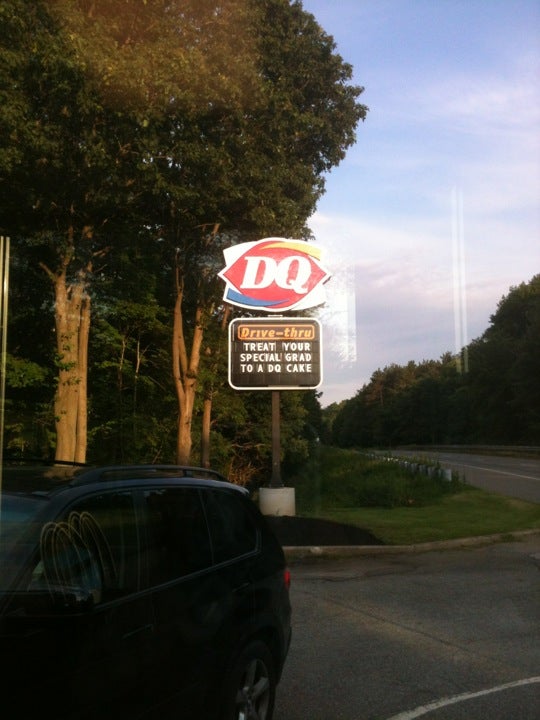 DQ
Drive-thru
TREAT YOUR
SPECIAL GRAD
TO A DQ CAKE